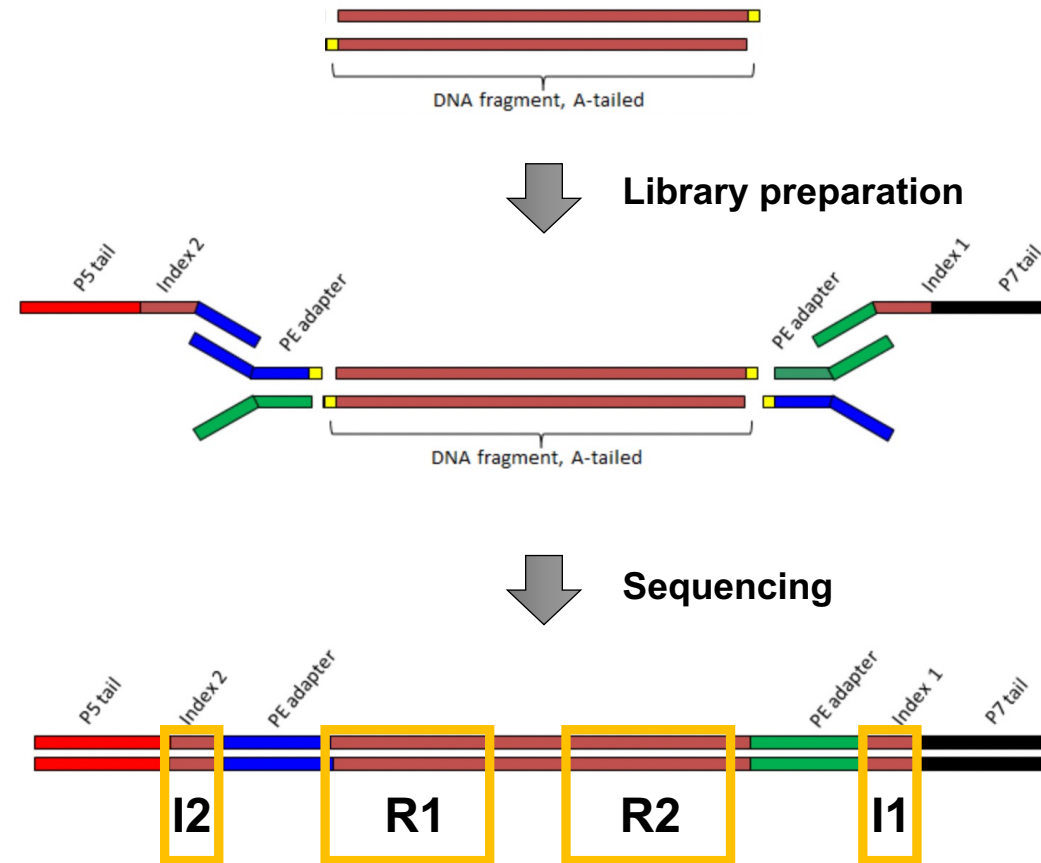 DNA fragment, A-tailed
Library preparation
P5 tail
Index 2
PE adapter
PE adapter
Index 1
P7 tail
DNA fragment, A-tailed
Sequencing
P5 tail
Index 2
PE adapter
PE adapter
Index 1
P7 tail
I2
R1
R2
I1